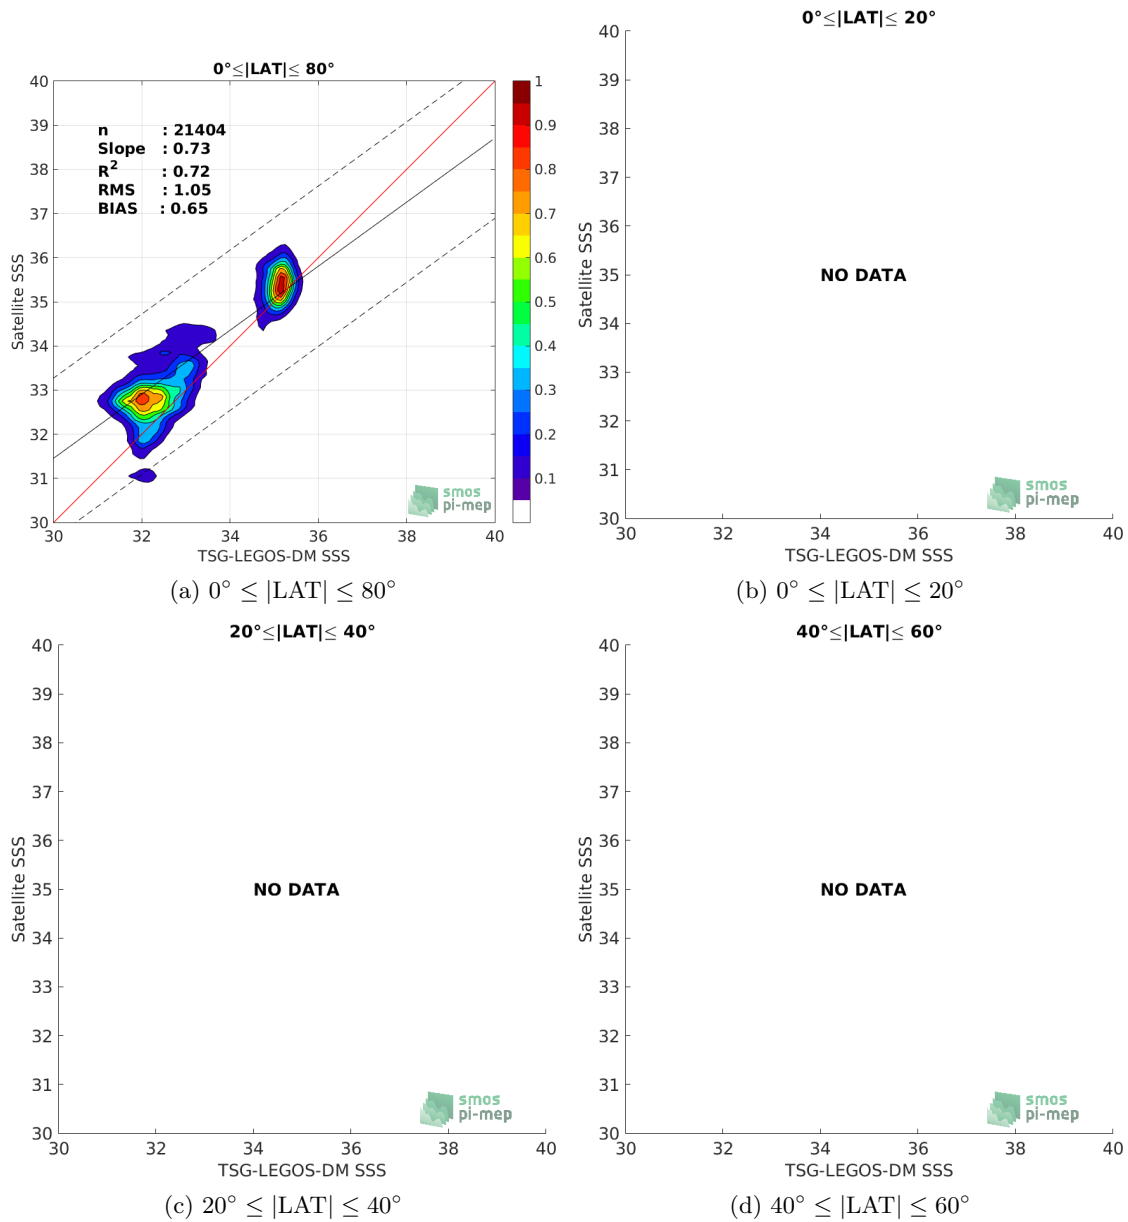 0°≤|LAT|≤ 80°
40
39
38
37
36
35
34
33
32
31
30
Satellite SSS
n : 21404
Slope : 0.73
R² : 0.72
RMS : 1.05
BIAS : 0.65
1
0.9
0.8
0.7
0.6
0.5
0.4
0.3
0.2
0.1
smos
pi-mep
30 32 34 36 38 40
TSG-LEGOS-DM SSS
(a) 0° ≤ |LAT| ≤ 80°
0°≤|LAT|≤ 20°
40
39
38
37
36
35
34
33
32
31
30
Satellite SSS
NO DATA
smos
pi-mep
30 32 34 36 38 40
TSG-LEGOS-DM SSS
(b) 0° ≤ |LAT| ≤ 20°
20°≤|LAT|≤ 40°
40
39
38
37
36
35
34
33
32
31
30
Satellite SSS
NO DATA
smos
pi-mep
30 32 34 36 38 40
TSG-LEGOS-DM SSS
(c) 20° ≤ |LAT| ≤ 40°
40°≤|LAT|≤ 60°
40
39
38
37
36
35
34
33
32
31
30
Satellite SSS
NO DATA
smos
pi-mep
30 32 34 36 38 40
TSG-LEGOS-DM SSS
(d) 40° ≤ |LAT| ≤ 60°